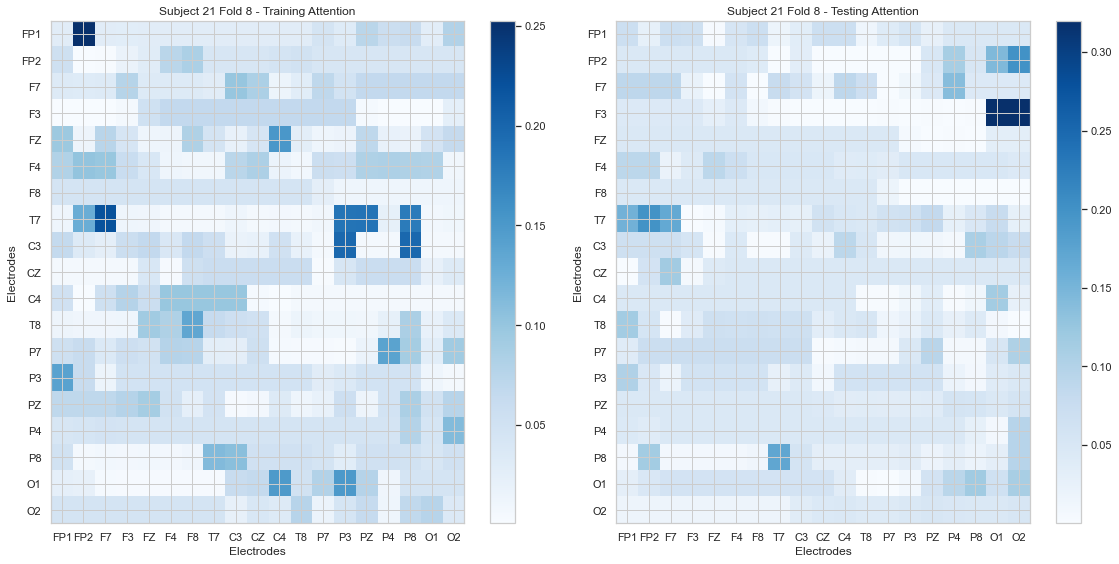 Subject 21 Fold 8 - Training Attention
Electrodes
FP1
FP2
F7
F3
FZ
F4
F8
T7
C3
CZ
C4
T8
P7
P3
PZ
P4
P8
O1
O2
FP1 FP2 F7 F3 FZ F4 F8 T7 C3 CZ C4 T8 P7 P3 PZ P4 P8 O1 O2
Electrodes
0.25
0.20
0.15
0.10
0.05
Subject 21 Fold 8 - Testing Attention
Electrodes
FP1
FP2
F7
F3
FZ
F4
F8
T7
C3
CZ
C4
T8
P7
P3
PZ
P4
P8
O1
O2
FP1 FP2 F7 F3 FZ F4 F8 T7 C3 CZ C4 T8 P7 P3 PZ P4 P8 O1 O2
Electrodes
0.30
0.25
0.20
0.15
0.10
0.05